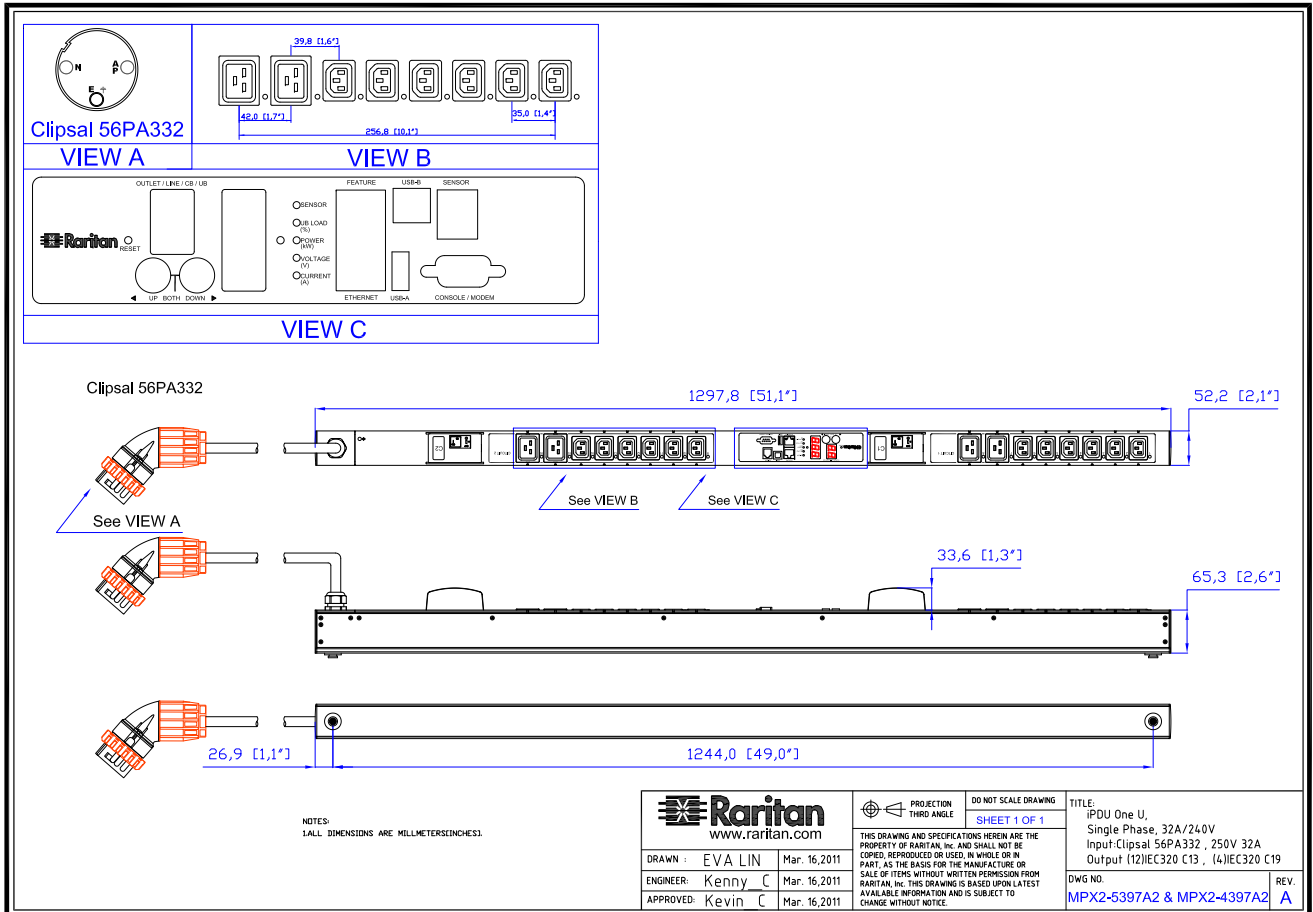 N
A
P
E
Clipsal 56PA332
VIEW A
39,8 [1,6"]
42,0 [1,7"]
35,0 [1,4"]
256,8 [10,1"]
VIEW B
OUTLET / LINE / CB / UB
FEATURE
USB-B
SENSOR
Raritan
RESET
SENSOR
UB LOAD
(%)
POWER
(kW)
VOLTAGE
(V)
CURRENT
(A)
UP BOTH DOWN
ETHERNET
USB-A
CONSOLE / MODEM
VIEW C
Clipsal 56PA332
1297,8 [51,1"]
52,2 [2,1"]
C2
C1
See VIEW A
See VIEW B
See VIEW C
33,6 [1,3"]
65,3 [2,6"]
26,9 [1,1"]
1244,0 [49,0"]
NOTES:
1.ALL DIMENSIONS ARE MILLMETERS[INCHES].
Raritan
www.raritan.com
DRAWN : EVA LIN Mar. 16,2011
ENGINEER: Kenny_C Mar. 16,2011
APPROVED: Kevin_C Mar. 16,2011
PROJECTION
THIRD ANGLE
DO NOT SCALE DRAWING
SHEET 1 OF 1
THIS DRAWING AND SPECIFICATIONS HEREIN ARE THE
PROPERTY OF RARITAN, Inc. AND SHALL NOT BE
COPIED, REPRODUCED OR USED, IN WHOLE OR IN
PART, AS THE BASIS FOR THE MANUFACTURE OR
SALE OF ITEMS WITHOUT WRITTEN PERMISSION FROM
RARITAN, Inc. THIS DRAWING IS BASED UPON LATEST
AVAILABLE INFORMATION AND IS SUBJECT TO
CHANGE WITHOUT NOTICE.
TITLE:
iPDU One U,
Single Phase, 32A/240V
Input:Clipsal 56PA332 , 250V 32A
Output (12)IEC320 C13 , (4)IEC320 C19
DWG NO.
MPX2-5397A2 & MPX2-4397A2
REV.
A